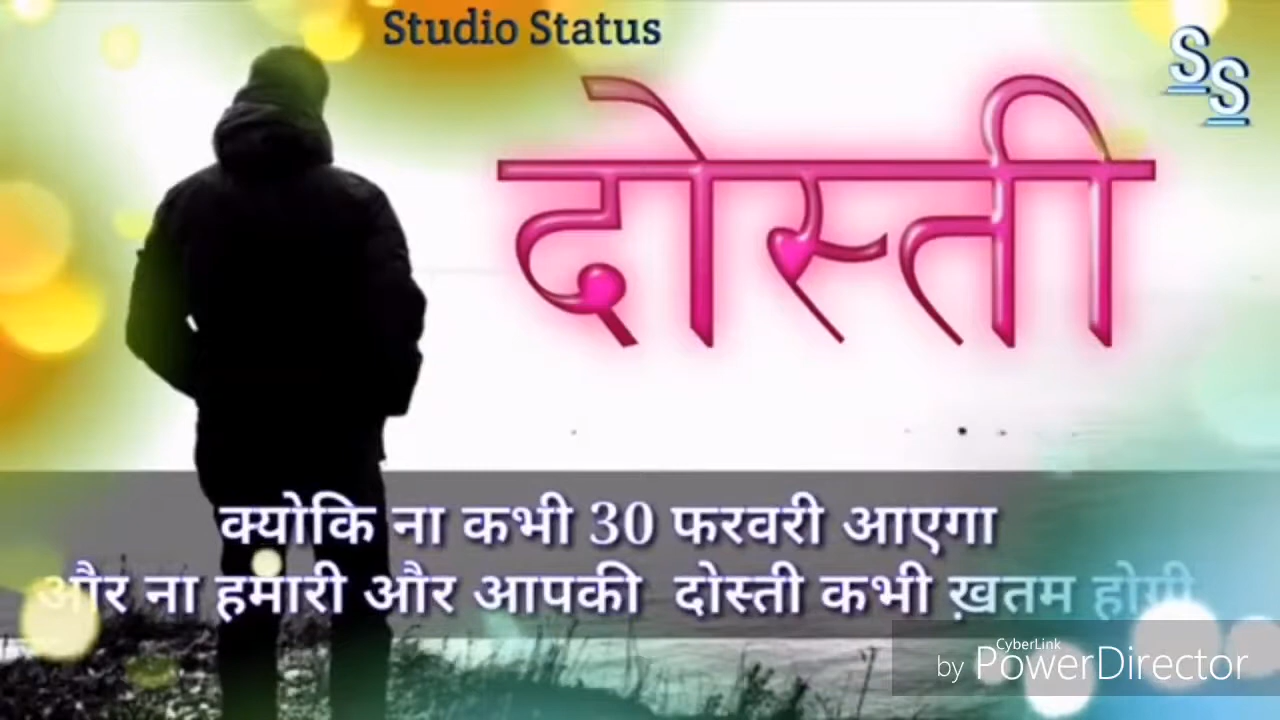 Studio Status
SS
दोस्ती
क्योकि ना कभी 30 फरवरी आएगा
और ना हमारी और आपकी दोस्ती कभी ख़तम होगी
CyberLink
by PowerDirector